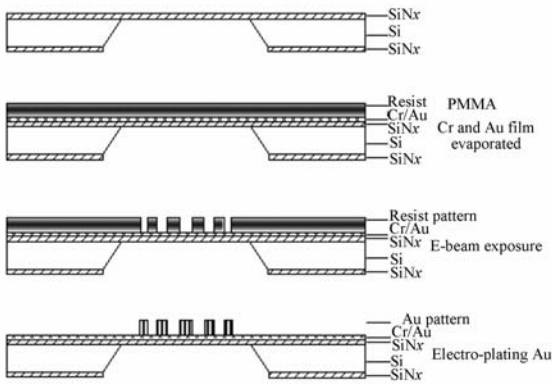 SiNx
Si
SiNx
Resist PMMA
Cr/Au
SiNx Cr and Au film
evaporated
Si
SiNx
Resist pattern
Cr/Au
SiNx E-beam exposure
Si
SiNx
Au pattern
Cr/Au
SiNx
Si Electro-plating Au
SiNx